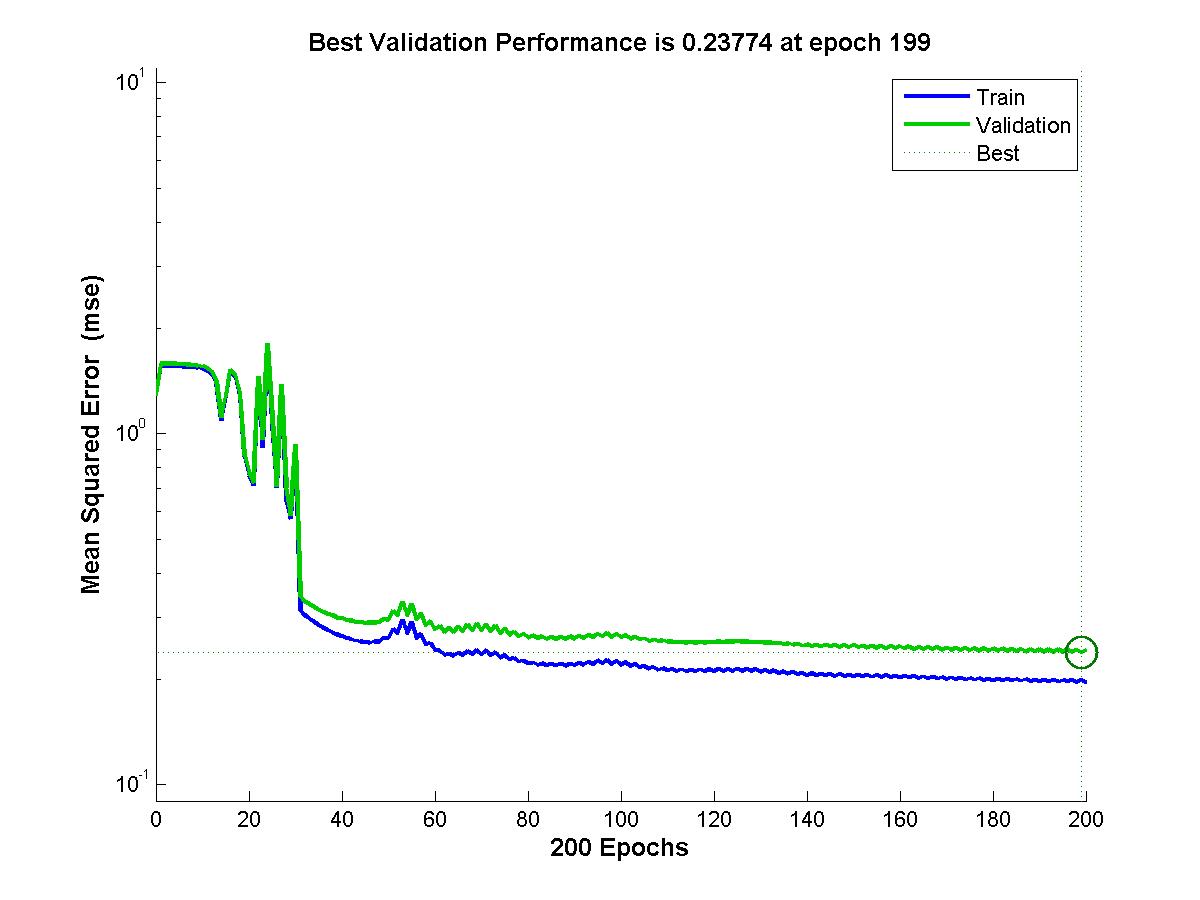 Best Validation Performance is 0.23774 at epoch 199
Train
Validation
Best
Mean Squared Error (mse)
10^1
10^0
10^-1
0 20 40 60 80 100 120 140 160 180 200
200 Epochs